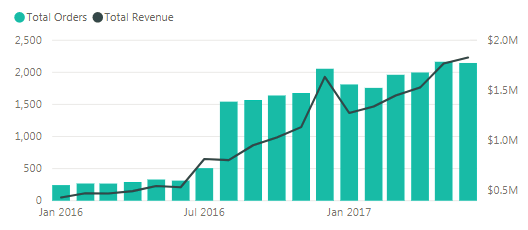 Total Orders Total Revenue
2,500 $2.0M
2,000
1,500 $1.5M
1,000 $1.0M
500 $0.5M
0
Jan 2016 Jul 2016 Jan 2017